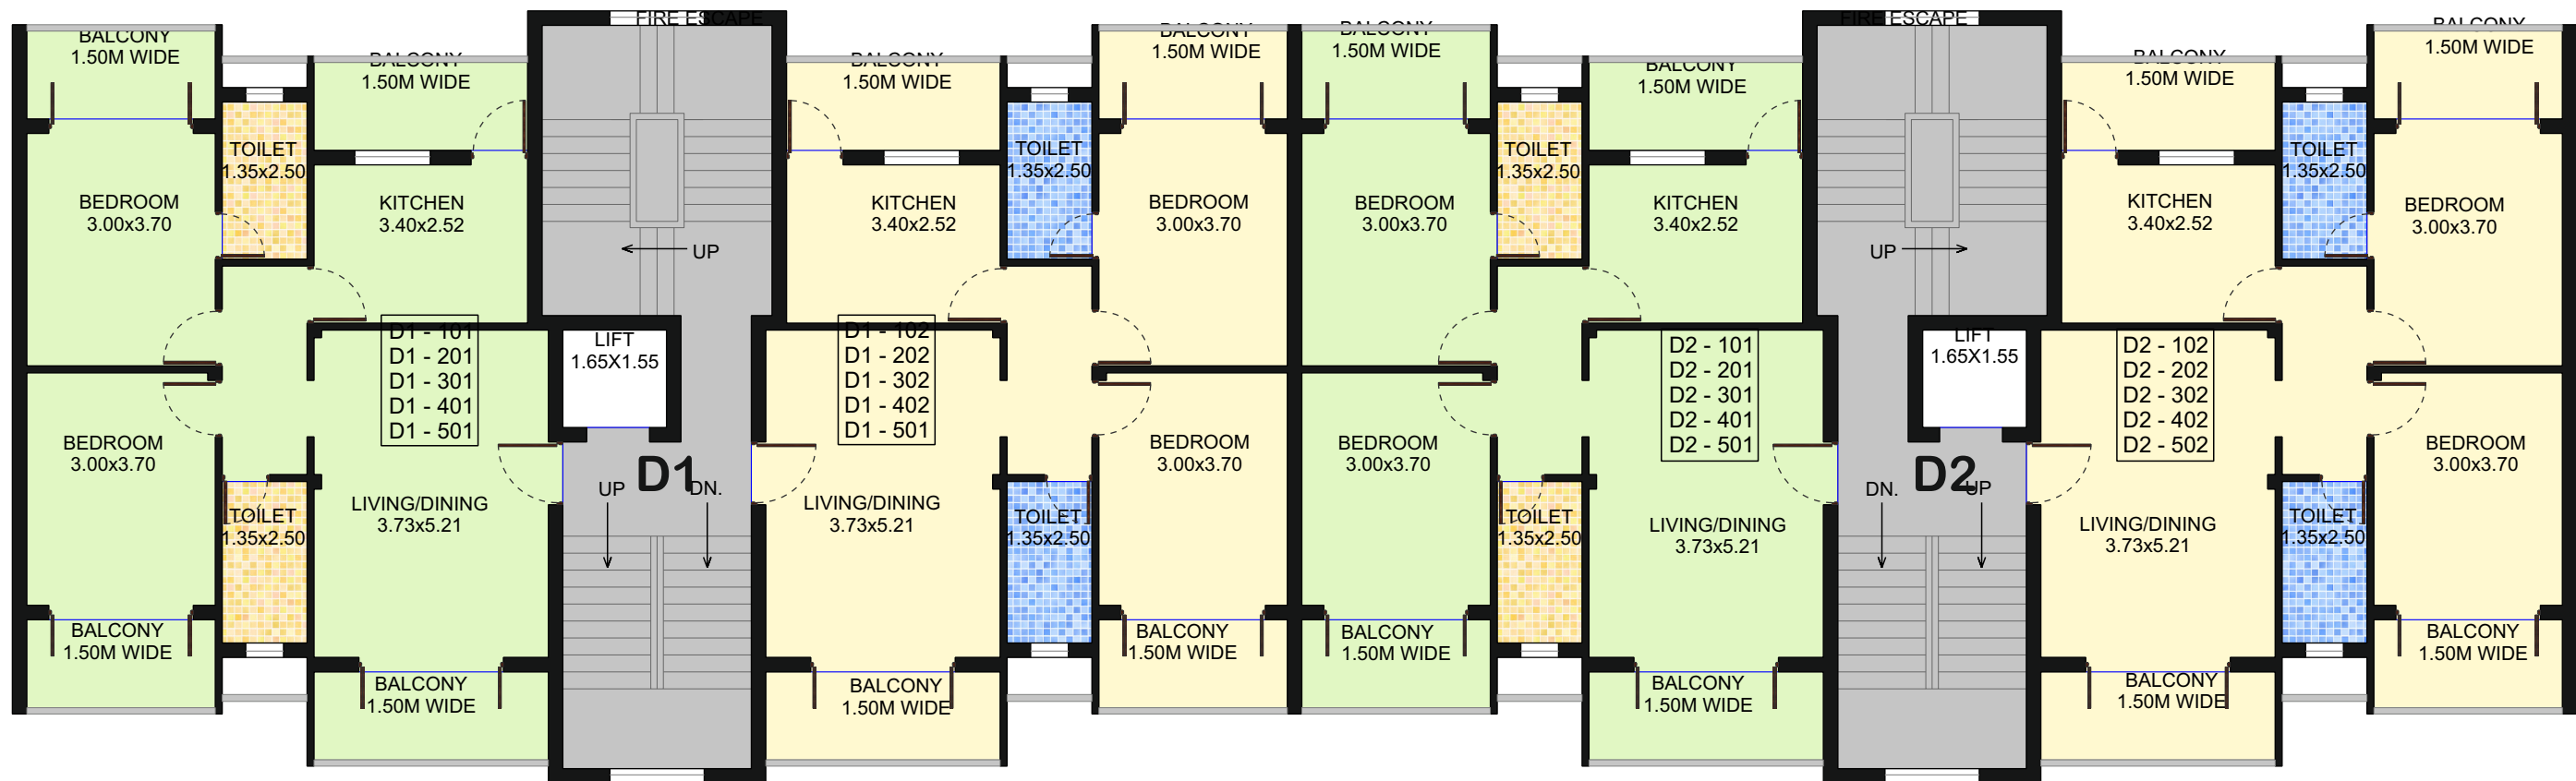 FIRE ESCAPE
FIRE ESCAPE
BALCONY
1.50M WIDE
BALCONY
1.50M WIDE
BALCONY
1.50M WIDE
BALCONY
1.50M WIDE
BALCONY
1.50M WIDE
BALCONY
1.50M WIDE
BALCONY
1.50M WIDE
BALCONY
1.50M WIDE
TOILET
1.35x2.50
TOILET
1.35x2.50
TOILET
1.35x2.50
TOILET
1.35x2.50
BEDROOM
3.00x3.70
KITCHEN
3.40x2.52
KITCHEN
3.40x2.52
BEDROOM
3.00x3.70
BEDROOM
3.00x3.70
KITCHEN
3.40x2.52
KITCHEN
3.40x2.52
BEDROOM
3.00x3.70
UP
UP
D1 - 101
D1 - 201
D1 - 301
D1 - 401
D1 - 501
LIFT
1.65X1.55
D1 - 102
D1 - 202
D1 - 302
D1 - 402
D1 - 501
D2 - 101
D2 - 201
D2 - 301
D2 - 401
D2 - 501
LIFT
1.65X1.55
D2 - 102
D2 - 202
D2 - 302
D2 - 402
D2 - 502
BEDROOM
3.00x3.70
BEDROOM
3.00x3.70
BEDROOM
3.00x3.70
BEDROOM
3.00x3.70
D1
UP
DN.
D2
DN.
UP
TOILET
1.35x2.50
LIVING/DINING
3.73x5.21
LIVING/DINING
3.73x5.21
TOILET
1.35x2.50
TOILET
1.35x2.50
LIVING/DINING
3.73x5.21
LIVING/DINING
3.73x5.21
TOILET
1.35x2.50
BALCONY
1.50M WIDE
BALCONY
1.50M WIDE
BALCONY
1.50M WIDE
BALCONY
1.50M WIDE
BALCONY
1.50M WIDE
BALCONY
1.50M WIDE
BALCONY
1.50M WIDE
BALCONY
1.50M WIDE